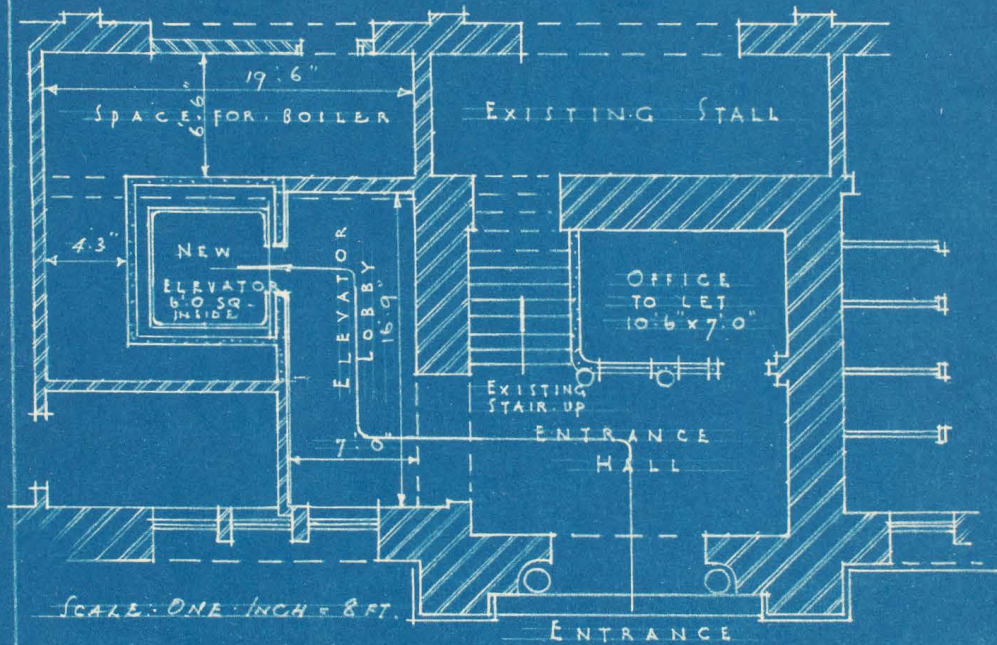 19'·6"
SPACE·FOR·BOILER
6'·6"
EXISTING STALL
4'.3"
NEW
ELEVATOR
6'·0 SQ-
INSIDE
ELEVATOR
LOBBY
16'·9"
OFFICE
TO LET
10'·6" x 7'·0"
EXISTING
STAIR·UP
7'·0"
ENTRANCE
HALL
SCALE·ONE·INCH = 8 FT.
ENTRANCE